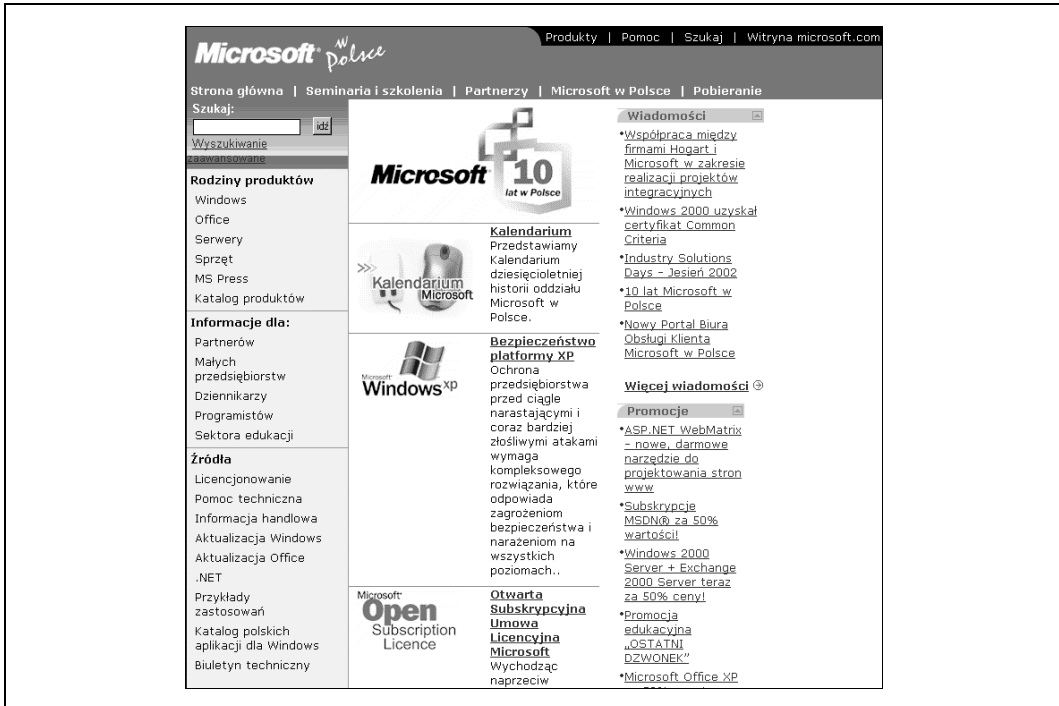 Produkty | Pomoc | Szukaj | Witryna microsoft.com
Microsoft w Polsce
Strona główna | Seminaria i szkolenia | Partnerzy | Microsoft w Polsce | Pobieranie
Szukaj:
idź
Wyszukiwanie
zaawansowane
Rodziny produktów
Windows
Office
Serwery
Sprzęt
MS Press
Katalog produktów
Informacje dla:
Partnerów
Małych
przedsiębiorstw
Dziennikarzy
Programistów
Sektora edukacji
Źródła
Licencjonowanie
Pomoc techniczna
Informacja handlowa
Aktualizacja Windows
Aktualizacja Office
.NET
Przykłady
zastosowań
Katalog polskich
aplikacji dla Windows
Biuletyn techniczny
Microsoft 10
lat w Polsce
Kalendarium
Microsoft
Kalendarium
Przedstawiamy
Kalendarium
dziesięcioletniej
historii oddziału
Microsoft w
Polsce.
Microsoft
Windows xp
Bezpieczeństwo
platformy XP
Ochrona
przedsiębiorstwa
przed ciągle
narastającymi i
coraz bardziej
złośliwymi atakami
wymaga
kompleksowego
rozwiązania, które
odpowiada
zagrożeniom
bezpieczeństwa i
narażeniom na
wszystkich
poziomach..
Microsoft
Open
Subscription
Licence
Otwarta
Subskrypcyjna
Umowa
Licencyjna
Microsoft
Wychodząc
naprzeciw
Wiadomości
•Współpraca między
firmami Hogart i
Microsoft w zakresie
realizacji projektów
integracyjnych
•Windows 2000 uzyskał
certyfikat Common
Criteria
•Industry Solutions
Days - Jesień 2002
•10 lat Microsoft w
Polsce
•Nowy Portal Biura
Obsługi Klienta
Microsoft w Polsce
Więcej wiadomości
Promocje
•ASP.NET WebMatrix
- nowe, darmowe
narzędzie do
projektowania stron
www
•Subskrypcje
MSDN® za 50%
wartości!
•Windows 2000
Server + Exchange
2000 Server teraz
za 50% ceny!
•Promocja
edukacyjna
„OSTATNI
DZWONEK”
•Microsoft Office XP